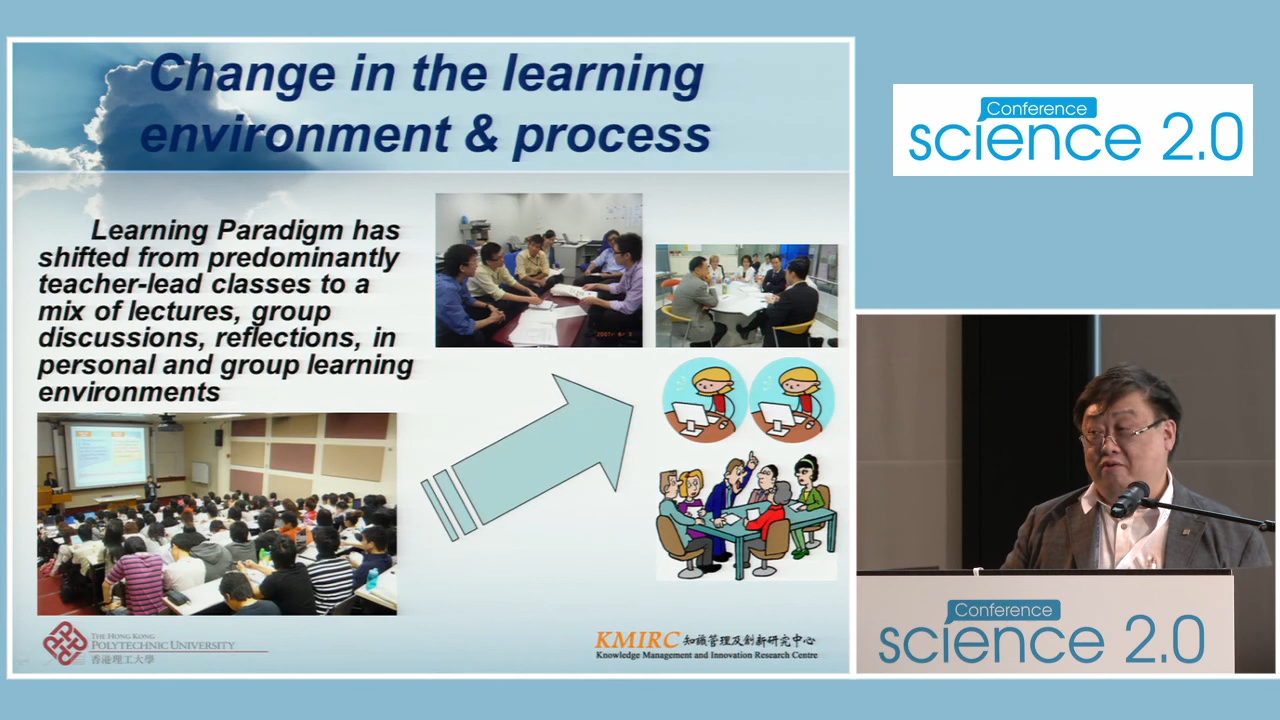 Change in the learning
environment & process
Learning Paradigm has
shifted from predominantly
teacher-lead classes to a
mix of lectures, group
discussions, reflections, in
personal and group learning
environments
2007/ 6/ 5
THE HONG KONG
POLYTECHNIC UNIVERSITY
香港理工大學
KMIRC 知識管理及創新研究中心
Knowledge Management and Innovation Research Centre
Conference
science 2.0
Conference
science 2.0